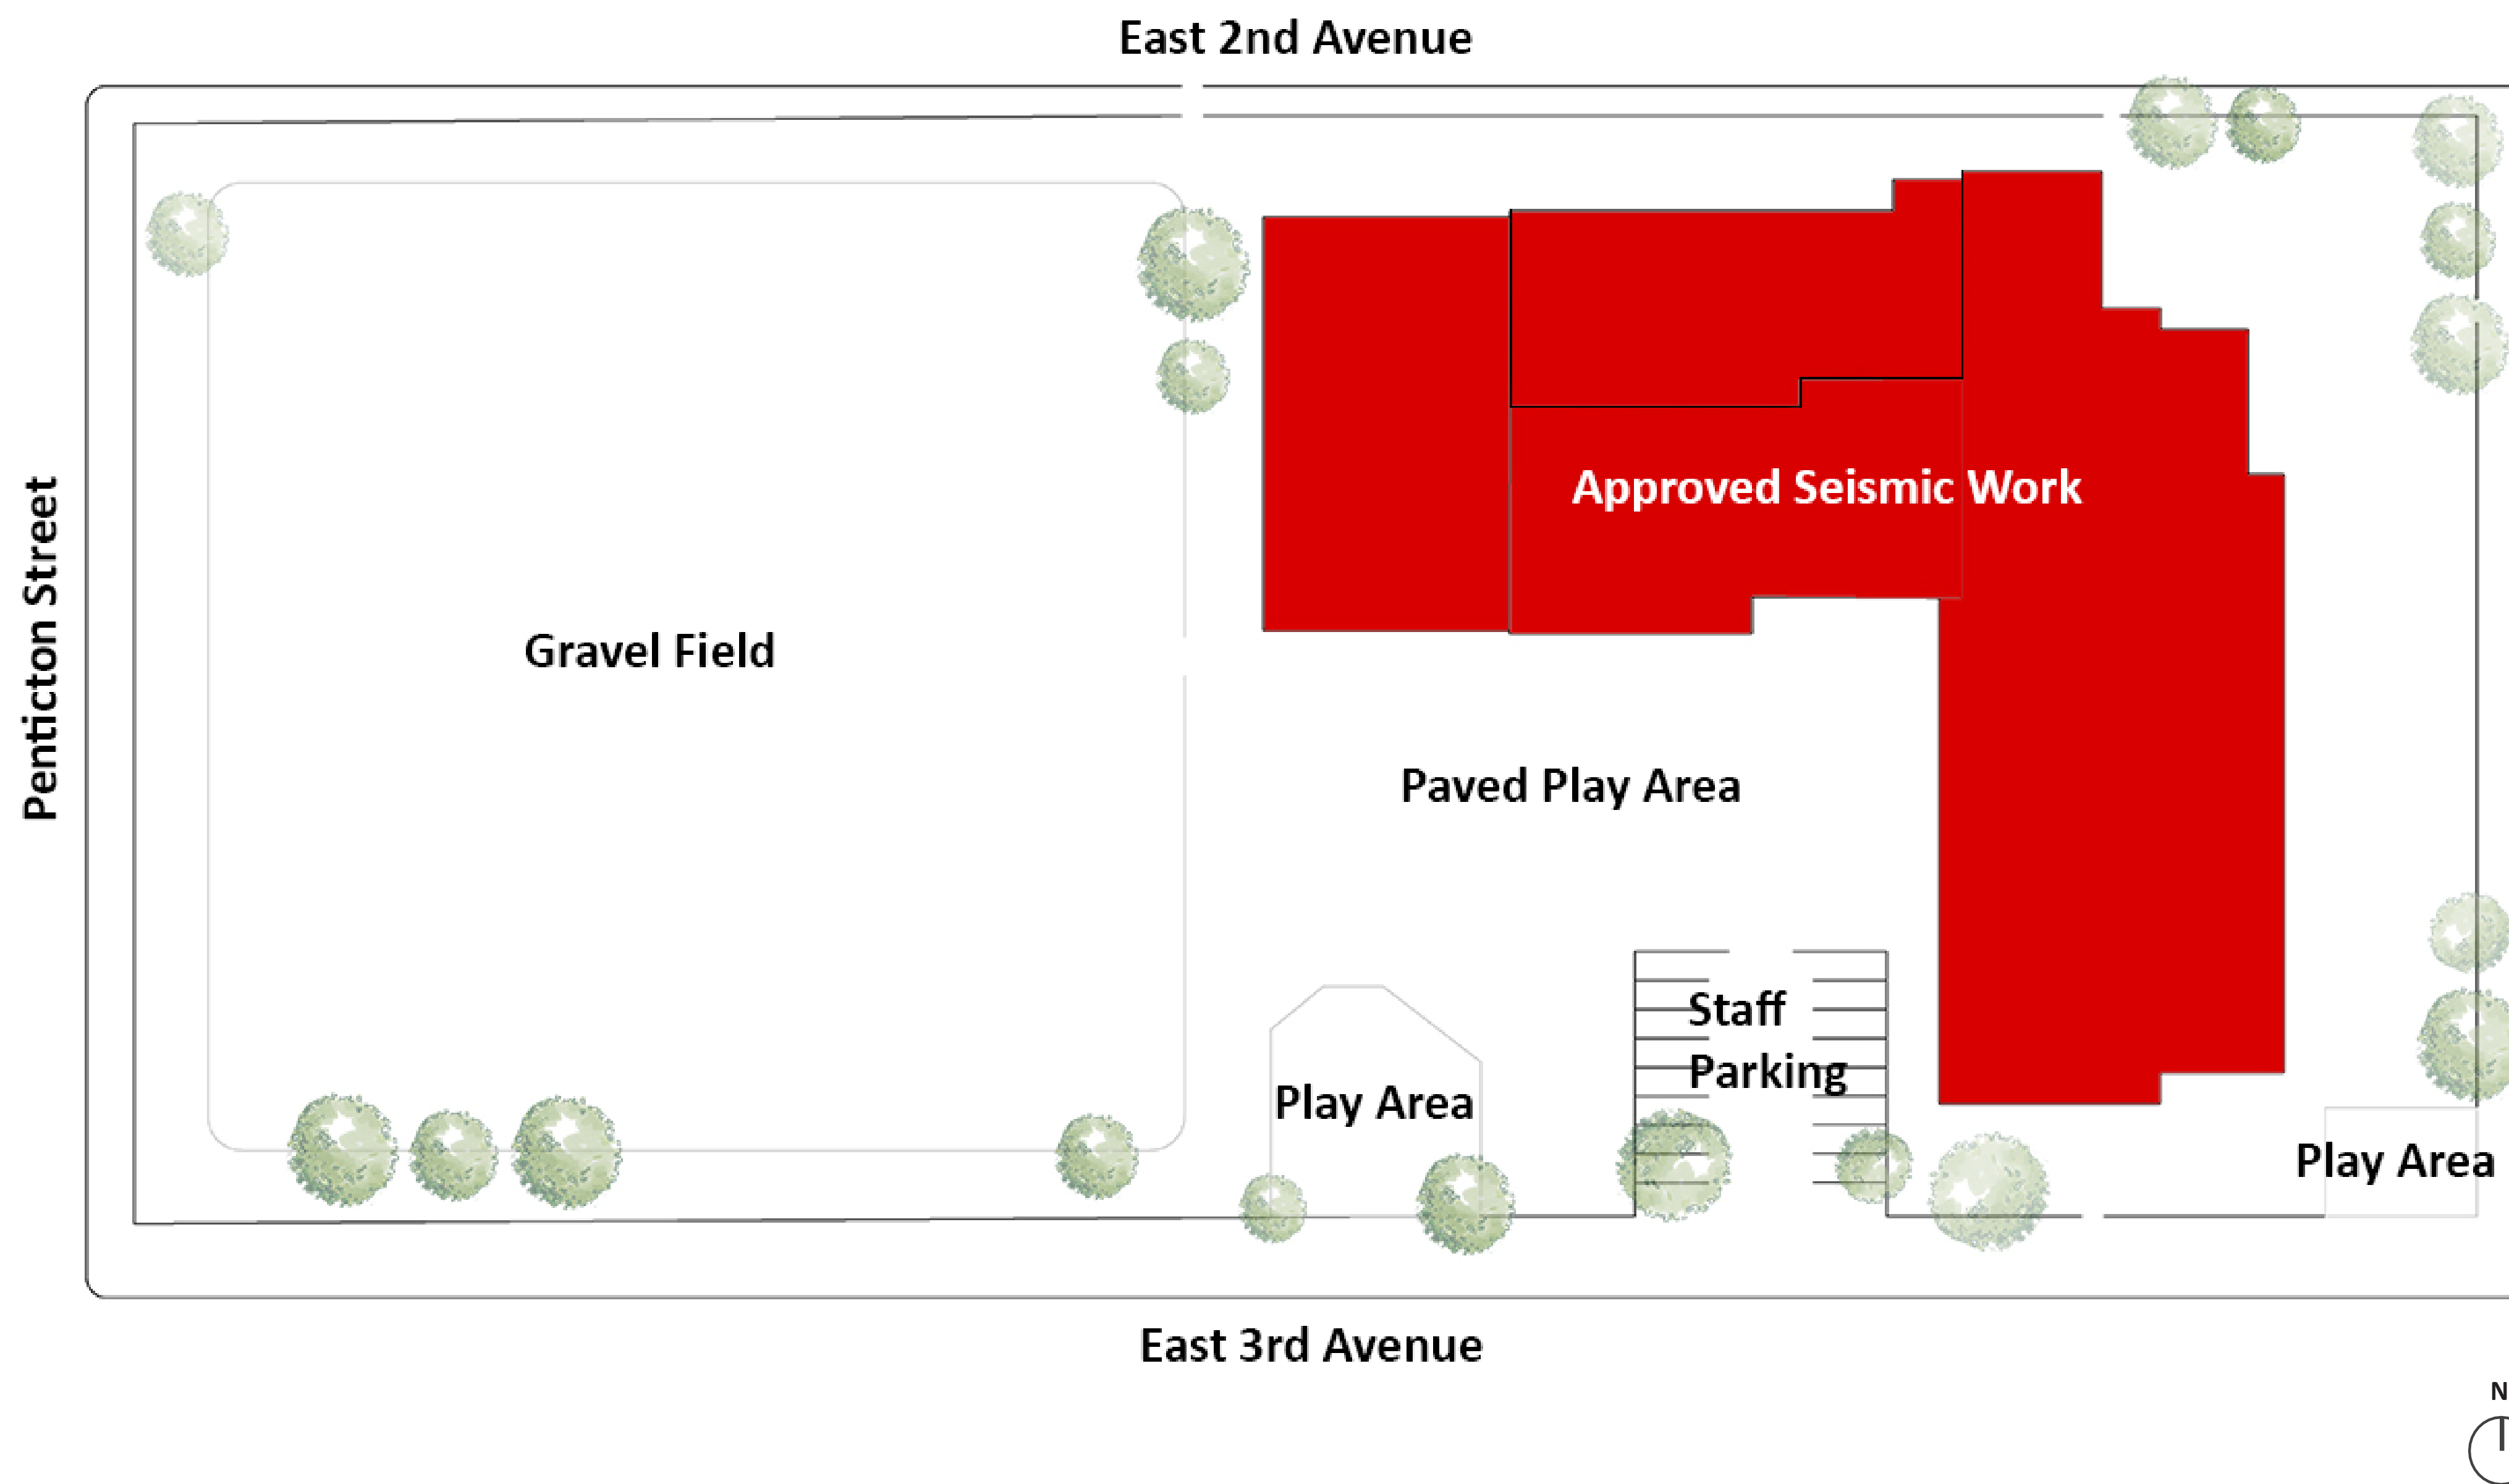 East 2nd Avenue
Penticton Street
Approved Seismic Work
Gravel Field
Paved Play Area
Staff
Parking
Play Area
Play Area
East 3rd Avenue
N